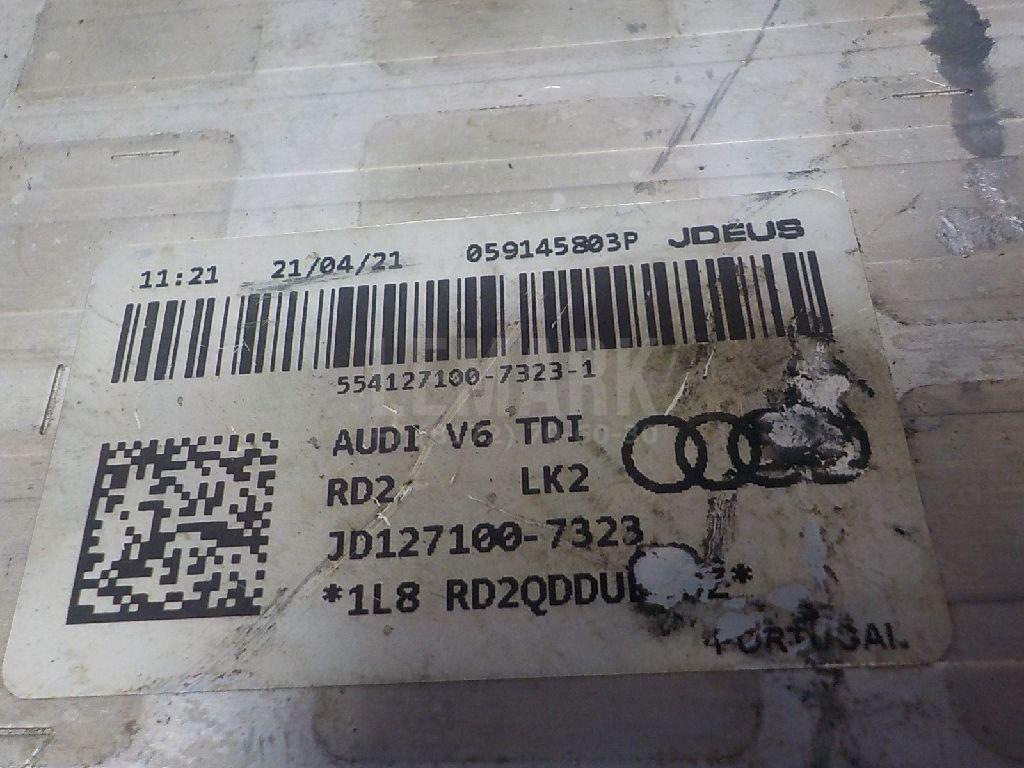 11:21 21/04/21 059145803P JDEUS
554127100-7323-1
AUDI V6 TDI
RD2 LK2
JD127100-7323
*1L8
PORTUGAL